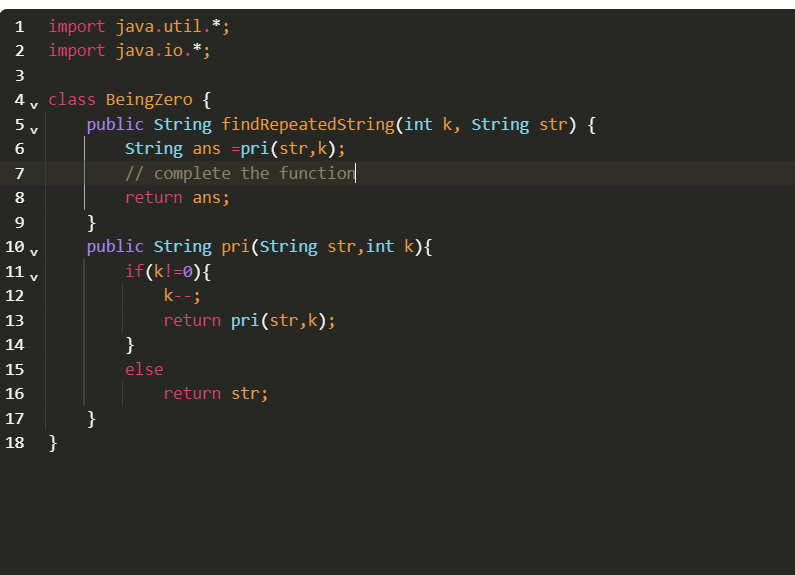 1 import java.util.*;
2 import java.io.*;
3
4 v class BeingZero {
5 v     public String findRepeatedString(int k, String str) {
6         String ans =pri(str,k);
7         // complete the function
8         return ans;
9     }
10 v     public String pri(String str,int k){
11 v         if(k!=0){
12             k--;
13             return pri(str,k);
14         }
15         else
16             return str;
17     }
18 }